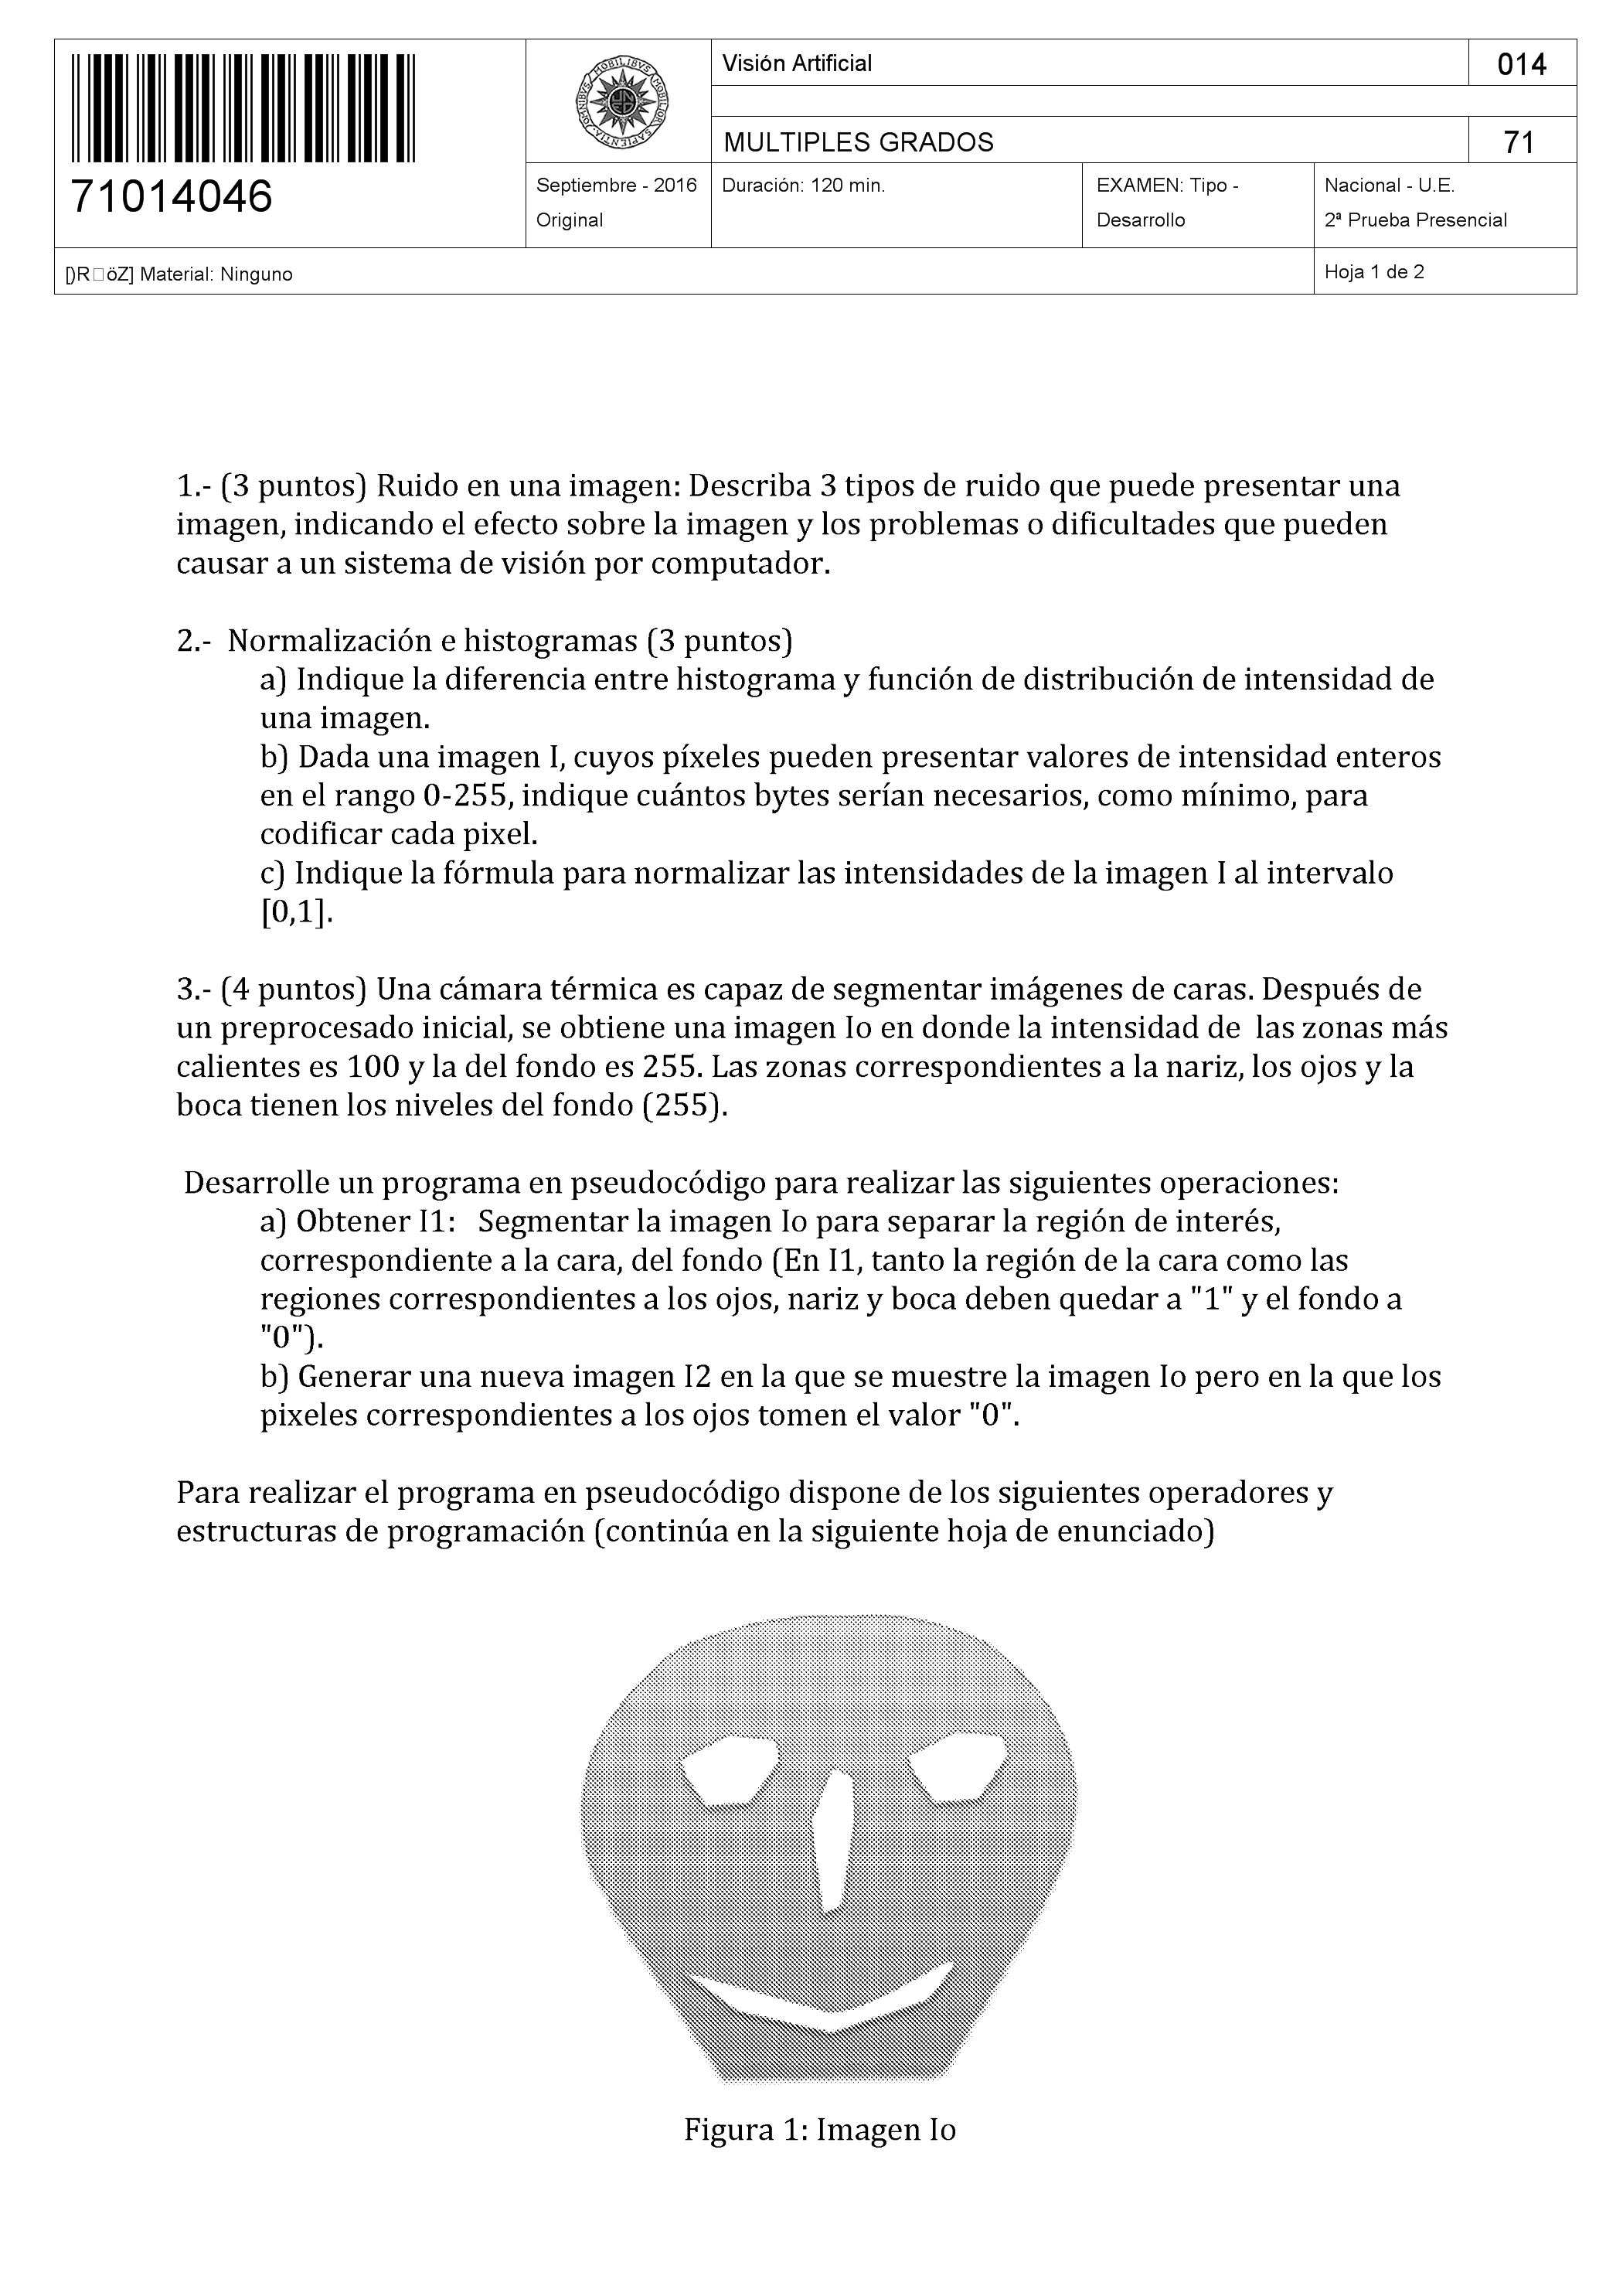 Visión Artificial
014
MULTIPLES GRADOS
71
71014046
Septiembre - 2016
Original
Duración: 120 min.
EXAMEN: Tipo -
Desarrollo
Nacional - U.E.
2ª Prueba Presencial
[)R□öZ] Material: Ninguno
Hoja 1 de 2
1.- (3 puntos) Ruido en una imagen: Describa 3 tipos de ruido que puede presentar una
imagen, indicando el efecto sobre la imagen y los problemas o dificultades que pueden
causar a un sistema de visión por computador.
2.- Normalización e histogramas (3 puntos)
a) Indique la diferencia entre histograma y función de distribución de intensidad de
una imagen.
b) Dada una imagen I, cuyos píxeles pueden presentar valores de intensidad enteros
en el rango 0-255, indique cuántos bytes serían necesarios, como mínimo, para
codificar cada pixel.
c) Indique la fórmula para normalizar las intensidades de la imagen I al intervalo
[0,1].
3.- (4 puntos) Una cámara térmica es capaz de segmentar imágenes de caras. Después de
un preprocesado inicial, se obtiene una imagen Io en donde la intensidad de las zonas más
calientes es 100 y la del fondo es 255. Las zonas correspondientes a la nariz, los ojos y la
boca tienen los niveles del fondo (255).
Desarrolle un programa en pseudocódigo para realizar las siguientes operaciones:
a) Obtener I1: Segmentar la imagen Io para separar la región de interés,
correspondiente a la cara, del fondo (En I1, tanto la región de la cara como las
regiones correspondientes a los ojos, nariz y boca deben quedar a "1" y el fondo a
"0").
b) Generar una nueva imagen I2 en la que se muestre la imagen Io pero en la que los
pixeles correspondientes a los ojos tomen el valor "0".
Para realizar el programa en pseudocódigo dispone de los siguientes operadores y
estructuras de programación (continúa en la siguiente hoja de enunciado)
Figura 1: Imagen Io